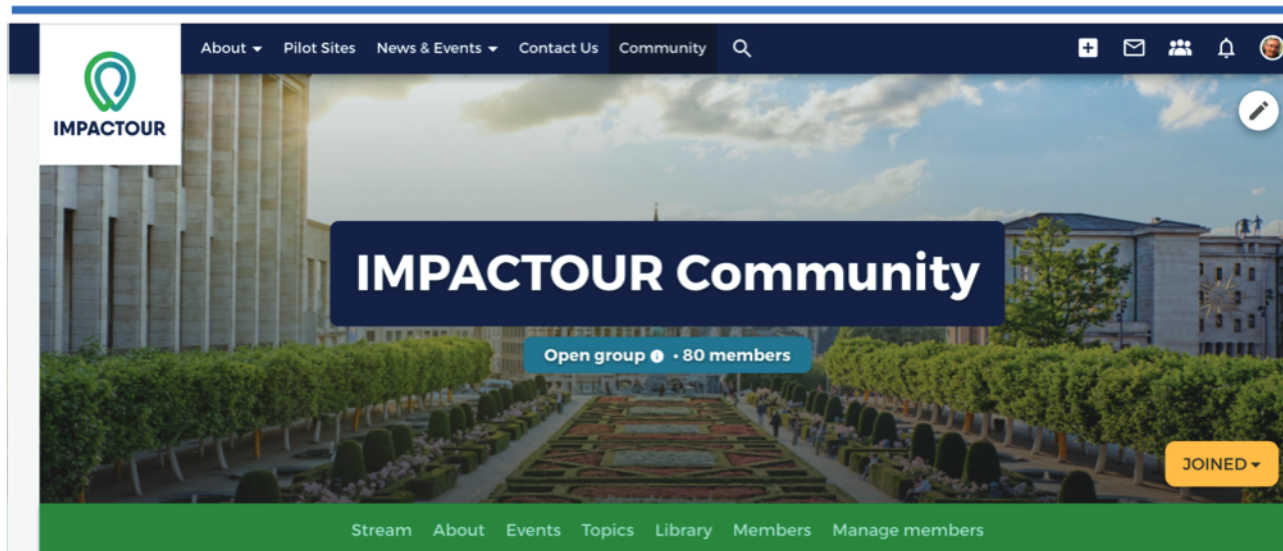 About Pilot Sites News & Events Contact Us Community
IMPACTOUR
IMPACTOUR Community
Open group • 80 members
JOINED
Stream About Events Topics Library Members Manage members